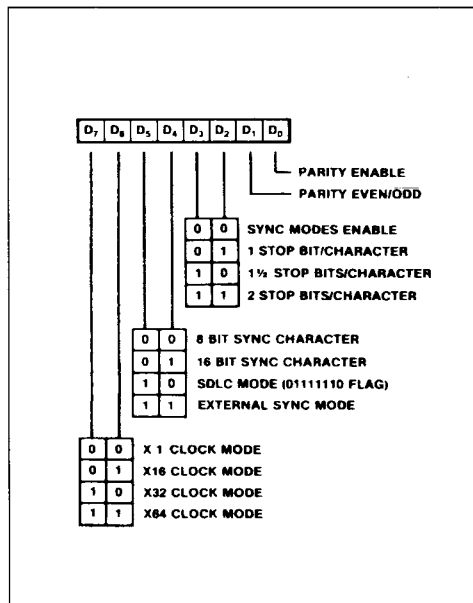 D7 D6 D5 D4 D3 D2 D1 D0
PARITY ENABLE
PARITY EVEN/ODD
0 0 SYNC MODES ENABLE
0 1 1 STOP BIT/CHARACTER
1 0 1½ STOP BITS/CHARACTER
1 1 2 STOP BITS/CHARACTER
0 0 8 BIT SYNC CHARACTER
0 1 16 BIT SYNC CHARACTER
1 0 SDLC MODE (01111110 FLAG)
1 1 EXTERNAL SYNC MODE
0 0 X 1 CLOCK MODE
0 1 X16 CLOCK MODE
1 0 X32 CLOCK MODE
1 1 X64 CLOCK MODE